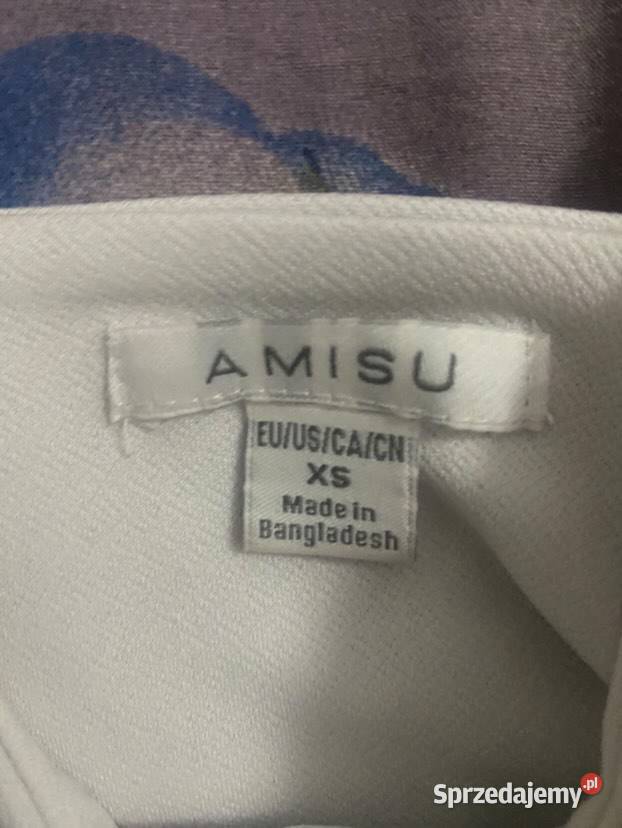 AMISU
EU/US/CA/CN
XS
Made in
Bangladesh
Sprzedajemy.pl